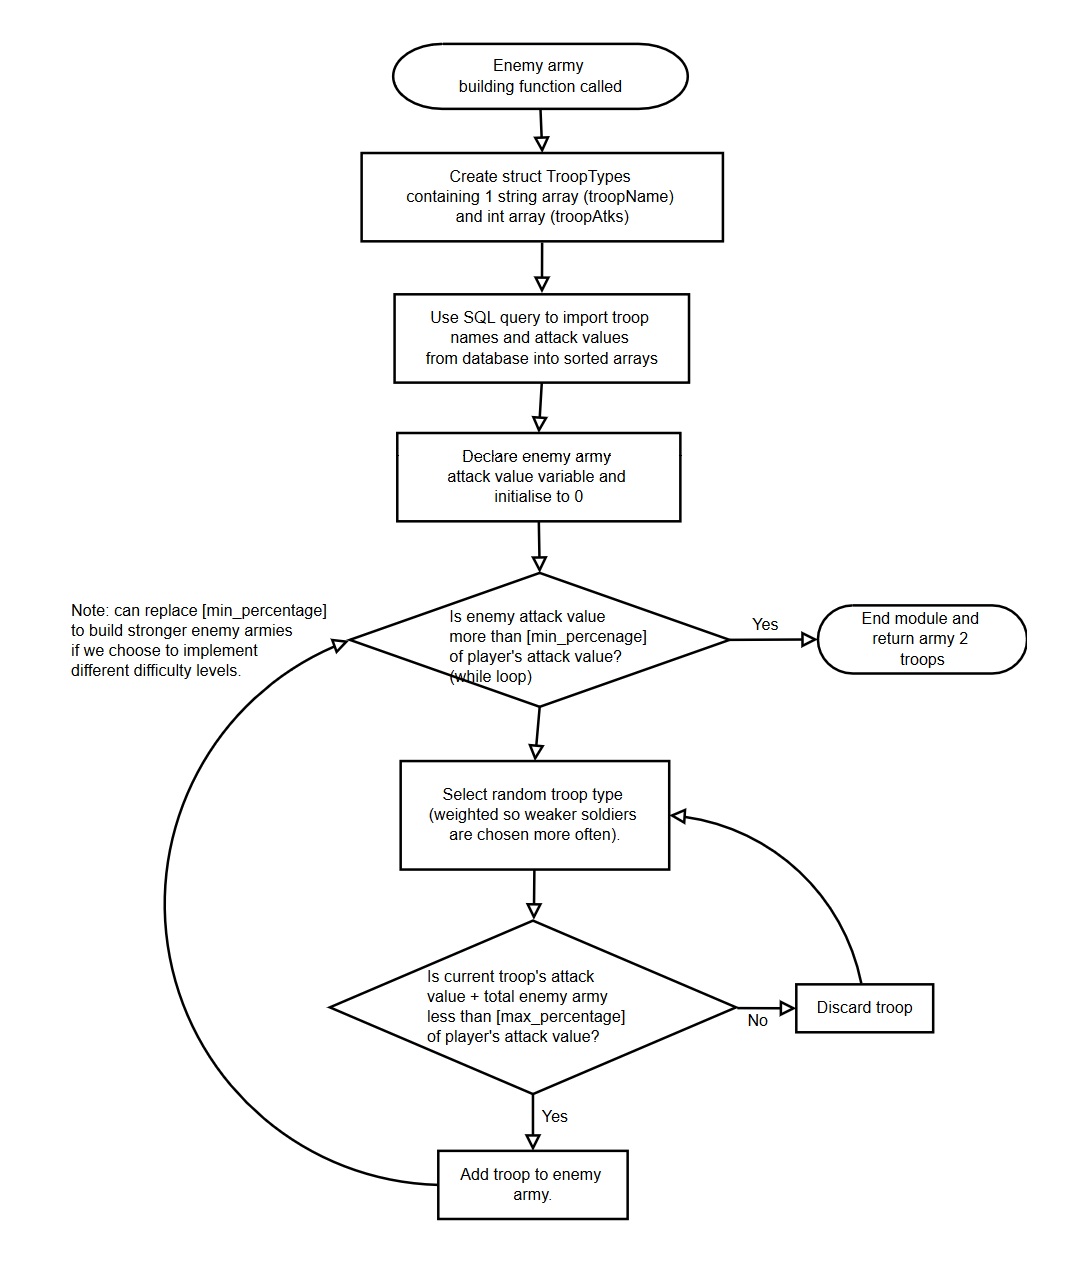 Enemy army
building function called
Create struct TroopTypes
containing 1 string array (troopName)
and int array (troopAtks)
Use SQL query to import troop
names and attack values
from database into sorted arrays
Declare enemy army
attack value variable and
initialise to 0
Note: can replace [min_percentage]
to build stronger enemy armies
if we choose to implement
different difficulty levels.
Is enemy attack value
more than [min_percenage]
of player's attack value?
(while loop)
Yes
End module and
return army 2
troops
Select random troop type
(weighted so weaker soldiers
are chosen more often).
Is current troop's attack
value + total enemy army
less than [max_percentage]
of player's attack value?
No
Discard troop
Yes
Add troop to enemy
army.